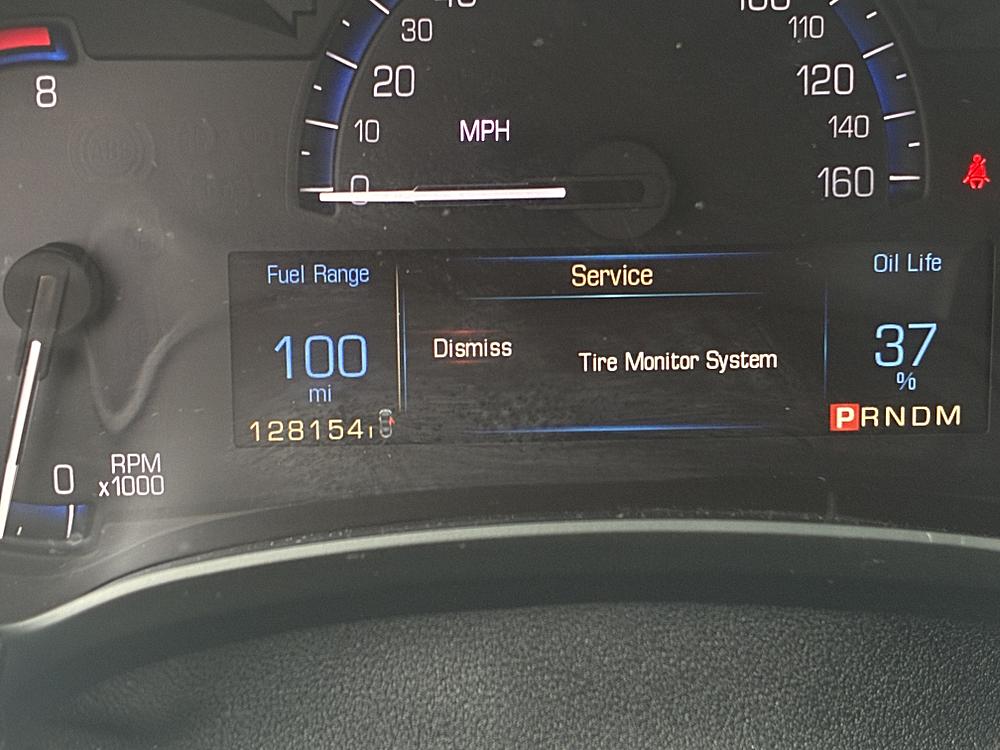 30
110
8
20
120
10
MPH
140
0
160
Fuel Range
Service
Oil Life
100
Dismiss
Tire Monitor System
37
mi
%
128154
PRNDM
0
RPM
x1000